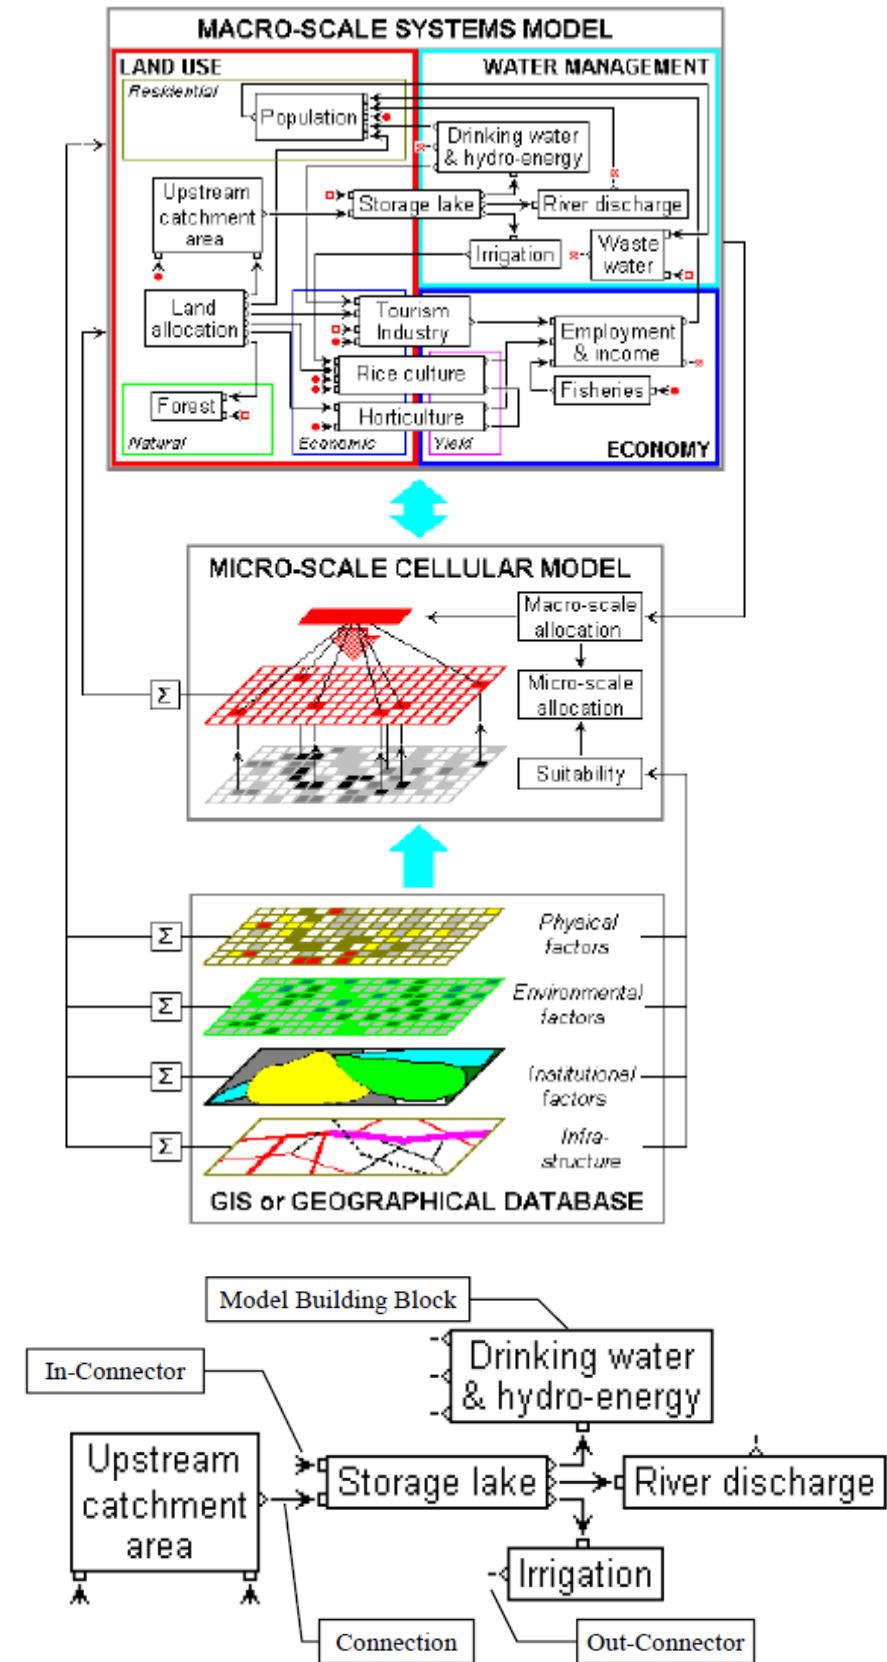 MACRO-SCALE SYSTEMS MODEL
LAND USE
WATER MANAGEMENT
Residential
Population
Drinking water
& hydro-energy
Upstream
catchment
area
Storage lake
River discharge
Irrigation
Waste
water
Land
allocation
Tourism
Industry
Employment
& income
Rice culture
Fisheries
Forest
Horticulture
Natural
Economic
Yield
ECONOMY
MICRO-SCALE CELLULAR MODEL
Macro-scale
allocation
Σ
Micro-scale
allocation
Suitability
Σ
Physical
factors
Σ
Environmental
factors
Σ
Institutional
factors
Σ
Infra-
structure
GIS or GEOGRAPHICAL DATABASE
Model Building Block
In-Connector
Drinking water
& hydro-energy
Upstream
catchment
area
Storage lake
River discharge
Irrigation
Connection
Out-Connector